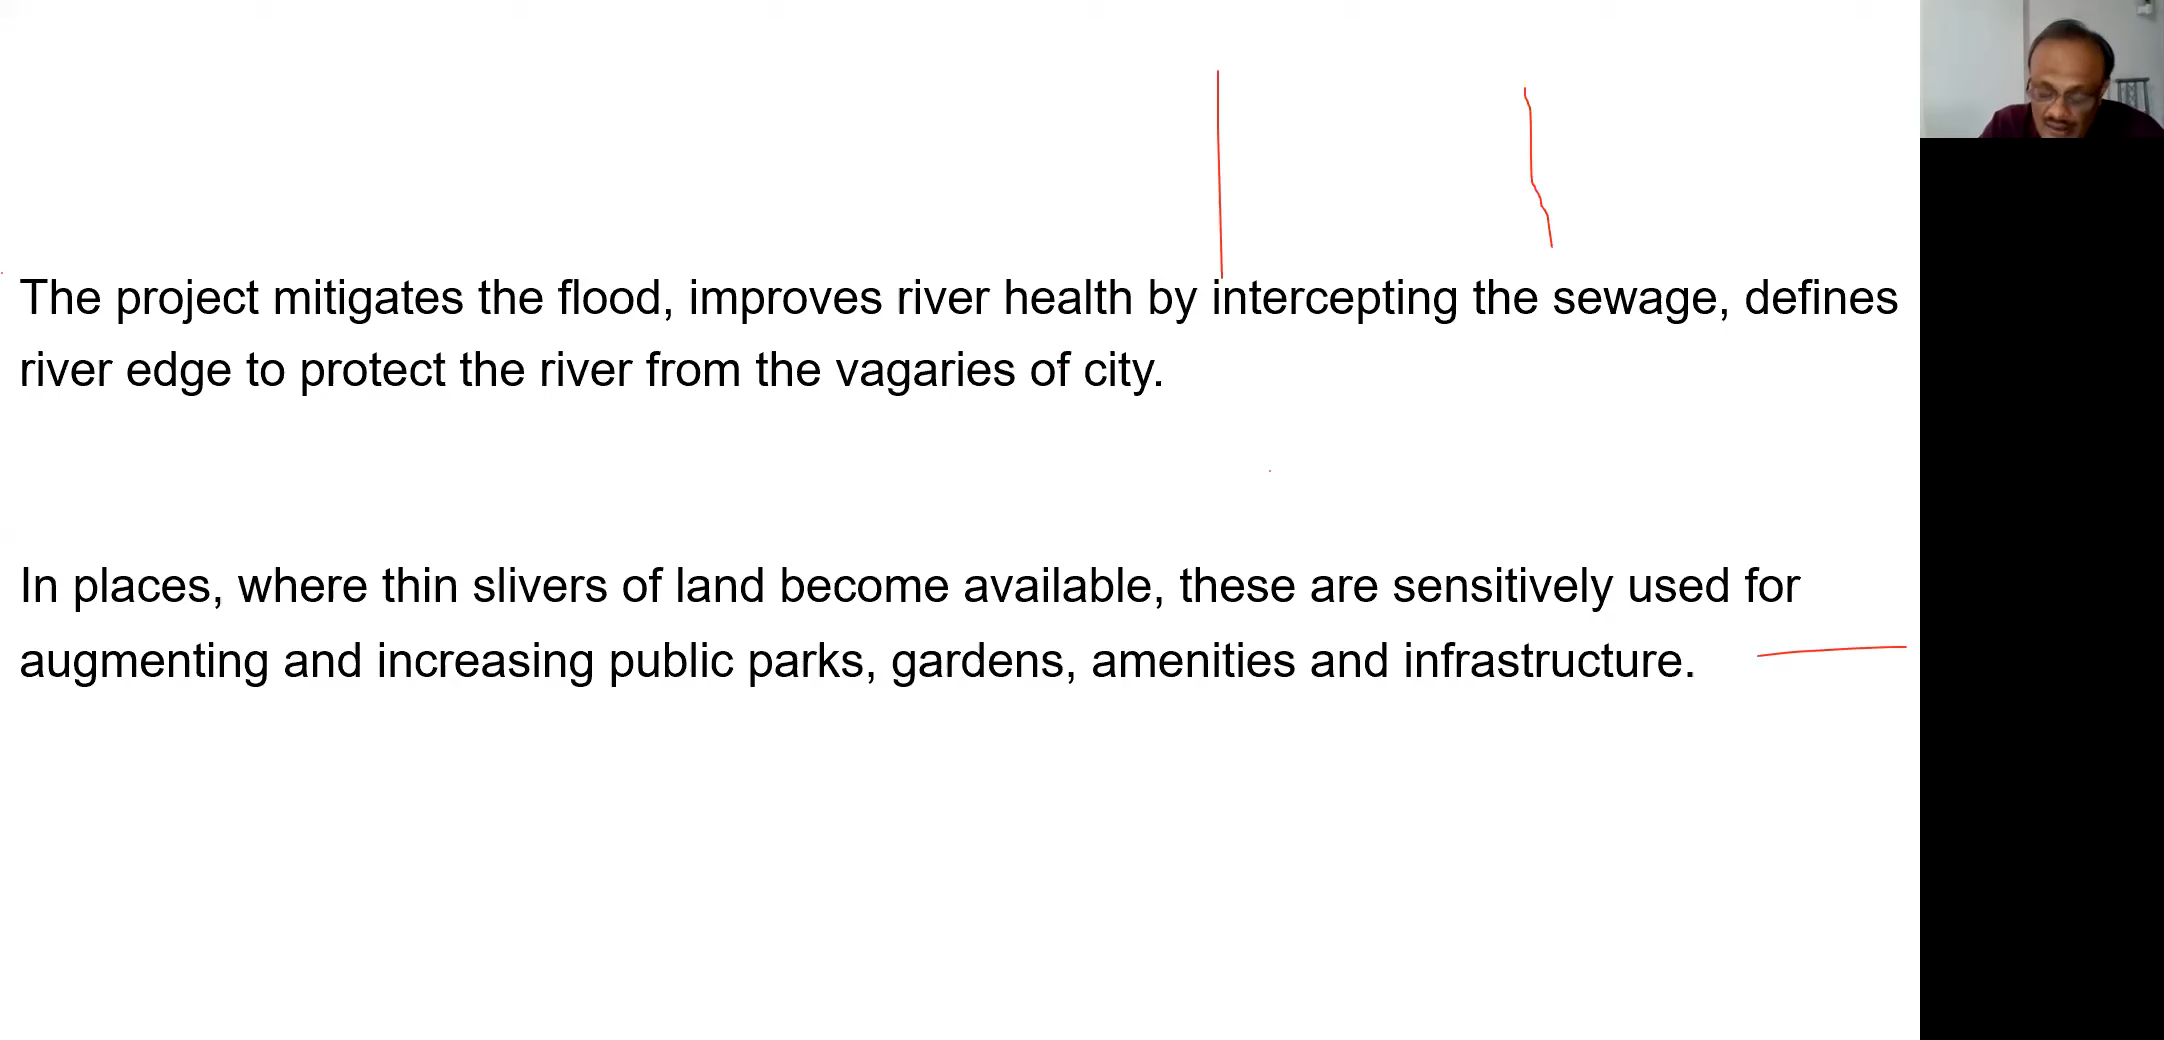 The project mitigates the flood, improves river health by intercepting the sewage, defines
river edge to protect the river from the vagaries of city.
In places, where thin slivers of land become available, these are sensitively used for
augmenting and increasing public parks, gardens, amenities and infrastructure.